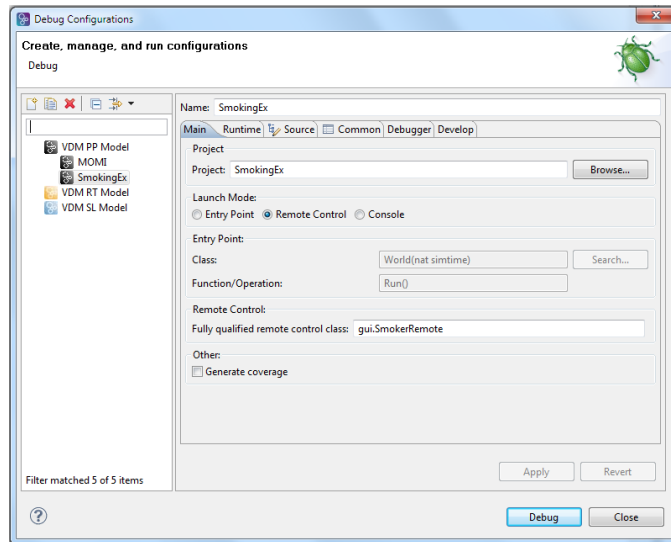 Debug Configurations
Create, manage, and run configurations
Debug
Name: SmokingEx
Main Runtime Source Common Debugger Develop
VDM PP Model
MOMI
SmokingEx
VDM RT Model
VDM SL Model
Filter matched 5 of 5 items
Project
Project: SmokingEx Browse...
Launch Mode:
Entry Point Remote Control Console
Entry Point:
Class: World(nat simtime) Search...
Function/Operation: Run()
Remote Control:
Fully qualified remote control class: gui.SmokerRemote
Other:
Generate coverage
Apply Revert
Debug Close